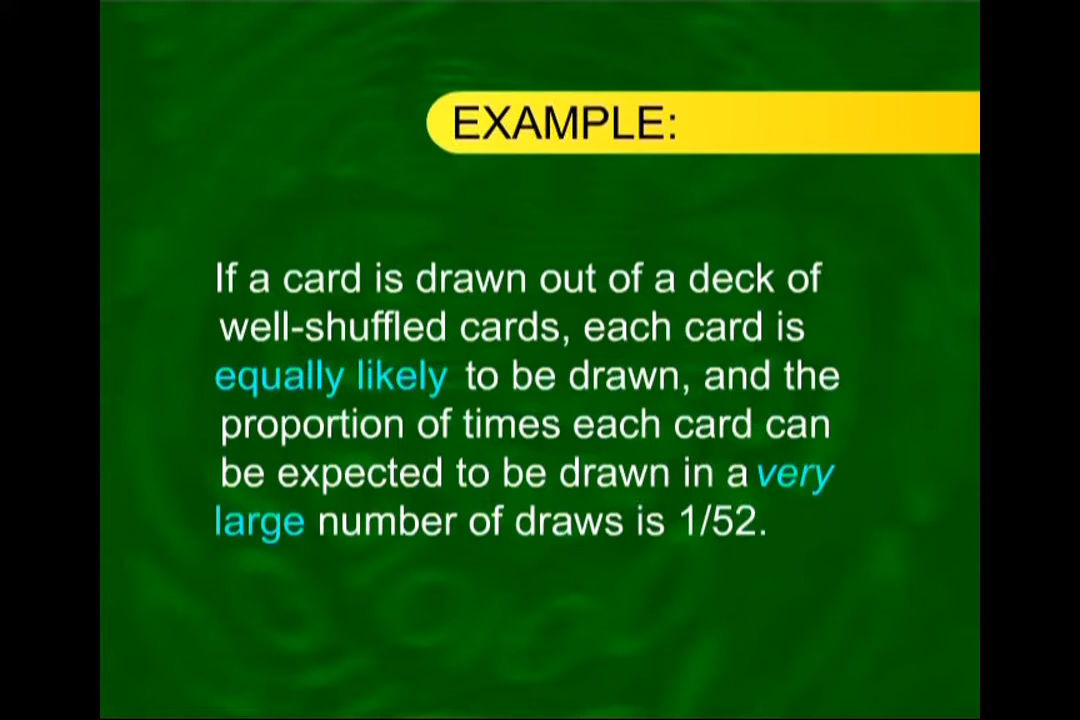 EXAMPLE:
If a card is drawn out of a deck of
well-shuffled cards, each card is
equally likely to be drawn, and the
proportion of times each card can
be expected to be drawn in a very
large number of draws is 1/52.